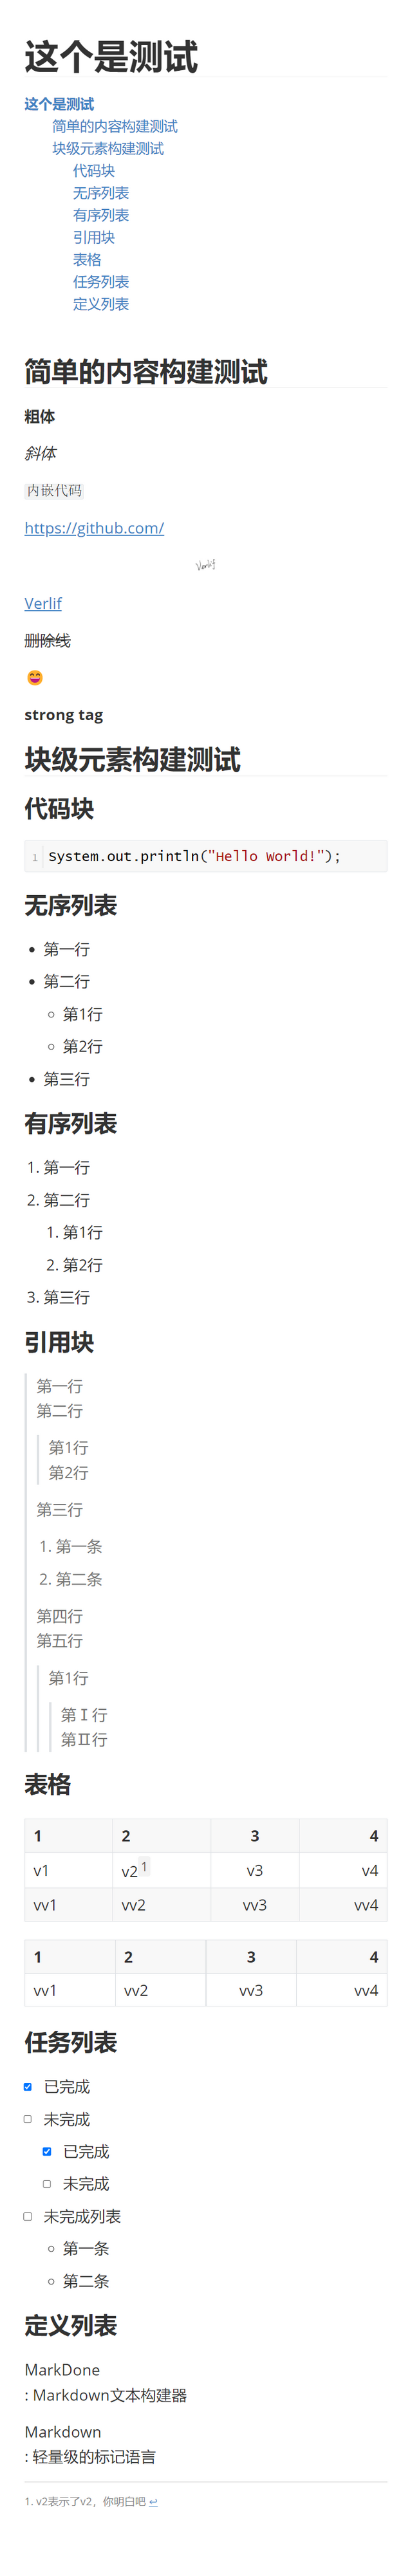 这个是测试
这个是测试
简单的内容构建测试
块级元素构建测试
代码块
无序列表
有序列表
引用块
表格
任务列表
定义列表
简单的内容构建测试
粗体
斜体
内嵌代码
https://github.com/
Verlif
Verlif
删除线
strong tag
块级元素构建测试
代码块
1 System.out.println("Hello World!");
无序列表
第一行
第二行
第1行
第2行
第三行
有序列表
1. 第一行
2. 第二行
1. 第1行
2. 第2行
3. 第三行
引用块
第一行
第二行
第1行
第2行
第三行
1. 第一条
2. 第二条
第四行
第五行
第1行
第Ⅰ行
第Ⅱ行
表格
1 2 3 4
v1 v2 1 v3 v4
vv1 vv2 vv3 vv4
1 2 3 4
vv1 vv2 vv3 vv4
任务列表
已完成
未完成
已完成
未完成
未完成列表
第一条
第二条
定义列表
MarkDone
: Markdown文本构建器
Markdown
: 轻量级的标记语言
1. v2表示了v2，你明白吧 ↩